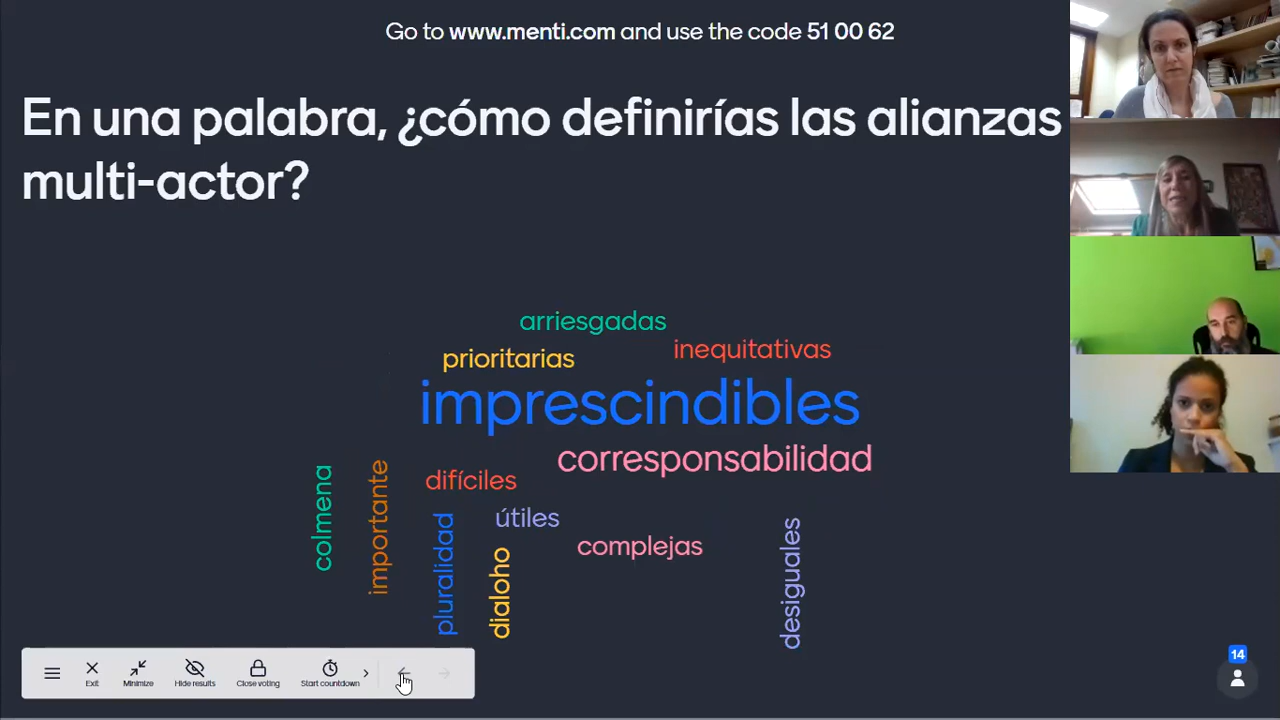 Go to www.menti.com and use the code 51 00 62
En una palabra, ¿cómo definirías las alianzas
multi-actor?
arriesgadas
inequitativas
prioritarias
imprescindibles
corresponsabilidad
difíciles
colmena
importante
pluralidad
útiles
dialoho
complejas
desiguales
Exit
Minimize
Hide results
Close voting
Start countdown
14